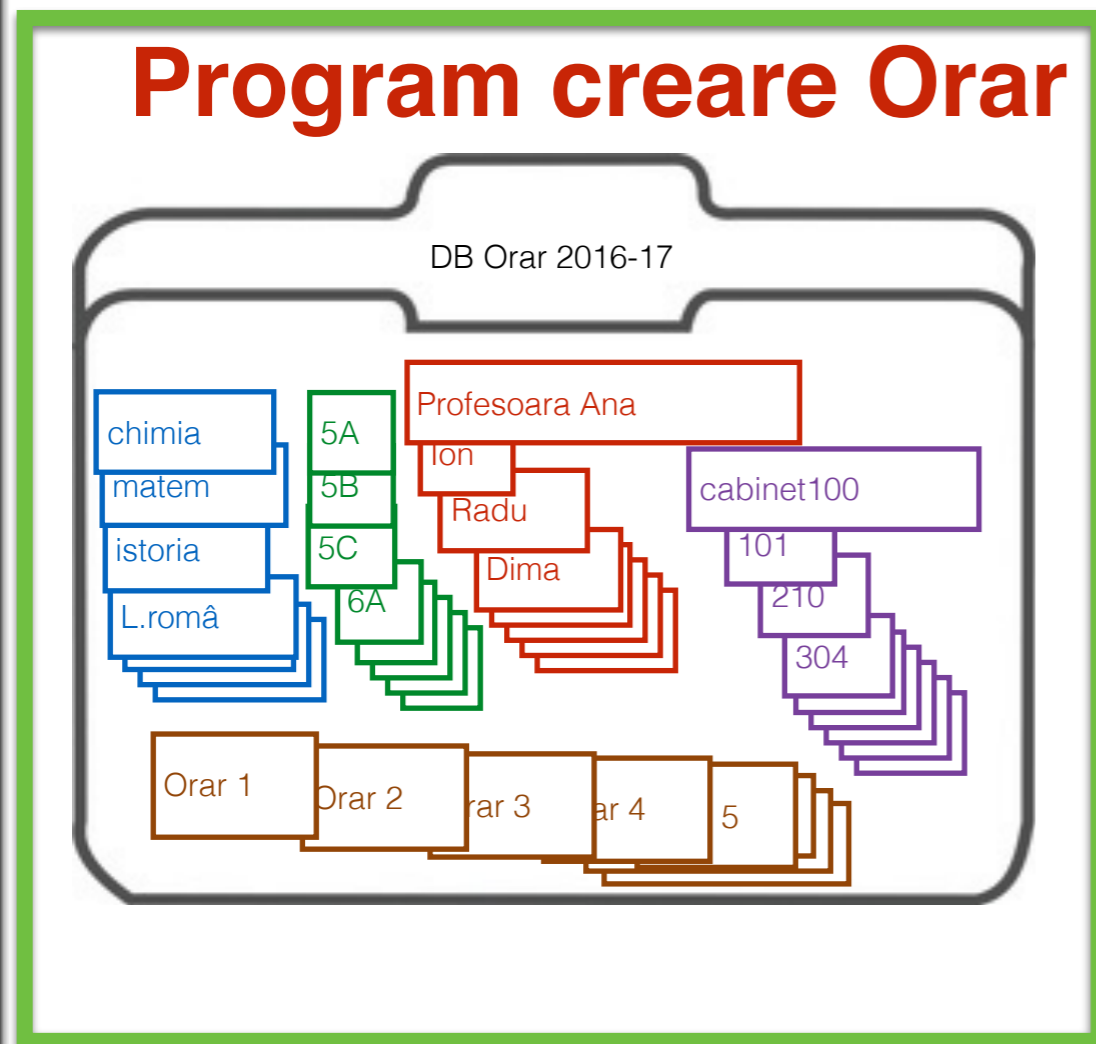 Program creare Orar
DB Orar 2016-17
chimia
matem
istoria
L.româ
5A
5B
5C
6A
Profesoara Ana
Ion
Radu
Dima
cabinet100
101
210
304
Orar 1
Orar 2
rar 3
ar 4
5